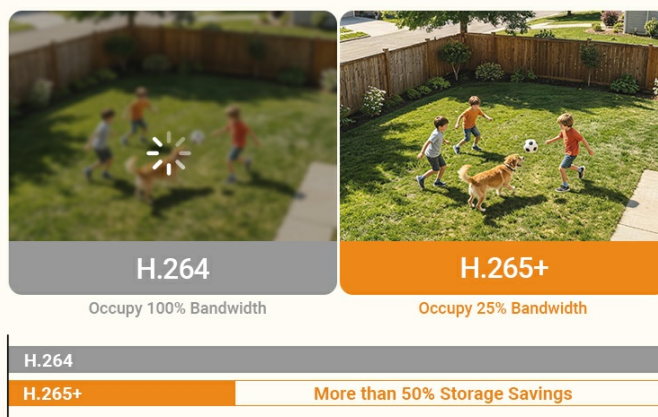 H.264
H.265+
Occupy 100% Bandwidth
Occupy 25% Bandwidth
H.264
H.265+
More than 50% Storage Savings